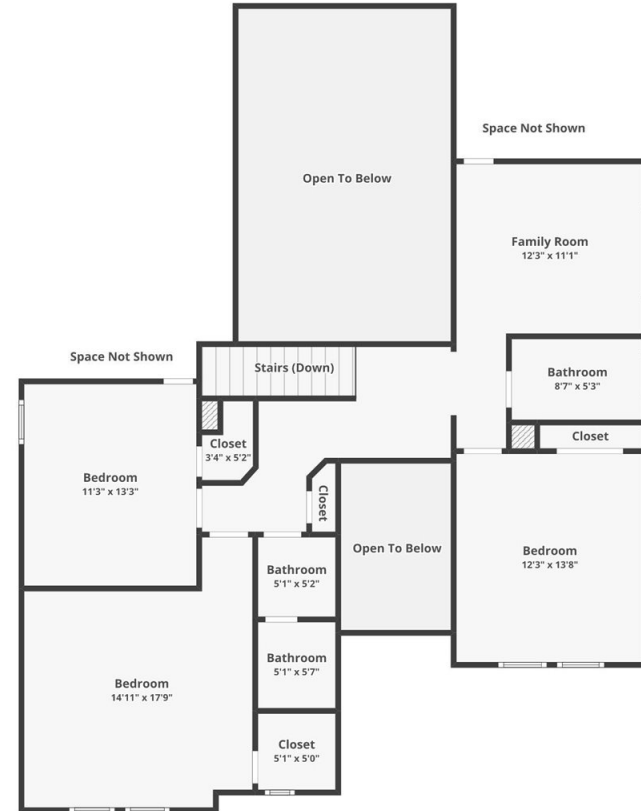 Space Not Shown
Open To Below
Family Room
12'3" x 11'1"
Space Not Shown
Stairs (Down)
Bathroom
8'7" x 5'3"
Closet
3'4" x 5'2"
Closet
Bedroom
11'3" x 13'3"
Closet
Open To Below
Bedroom
12'3" x 13'8"
Bathroom
5'1" x 5'2"
Bathroom
5'1" x 5'7"
Bedroom
14'11" x 17'9"
Closet
5'1" x 5'0"